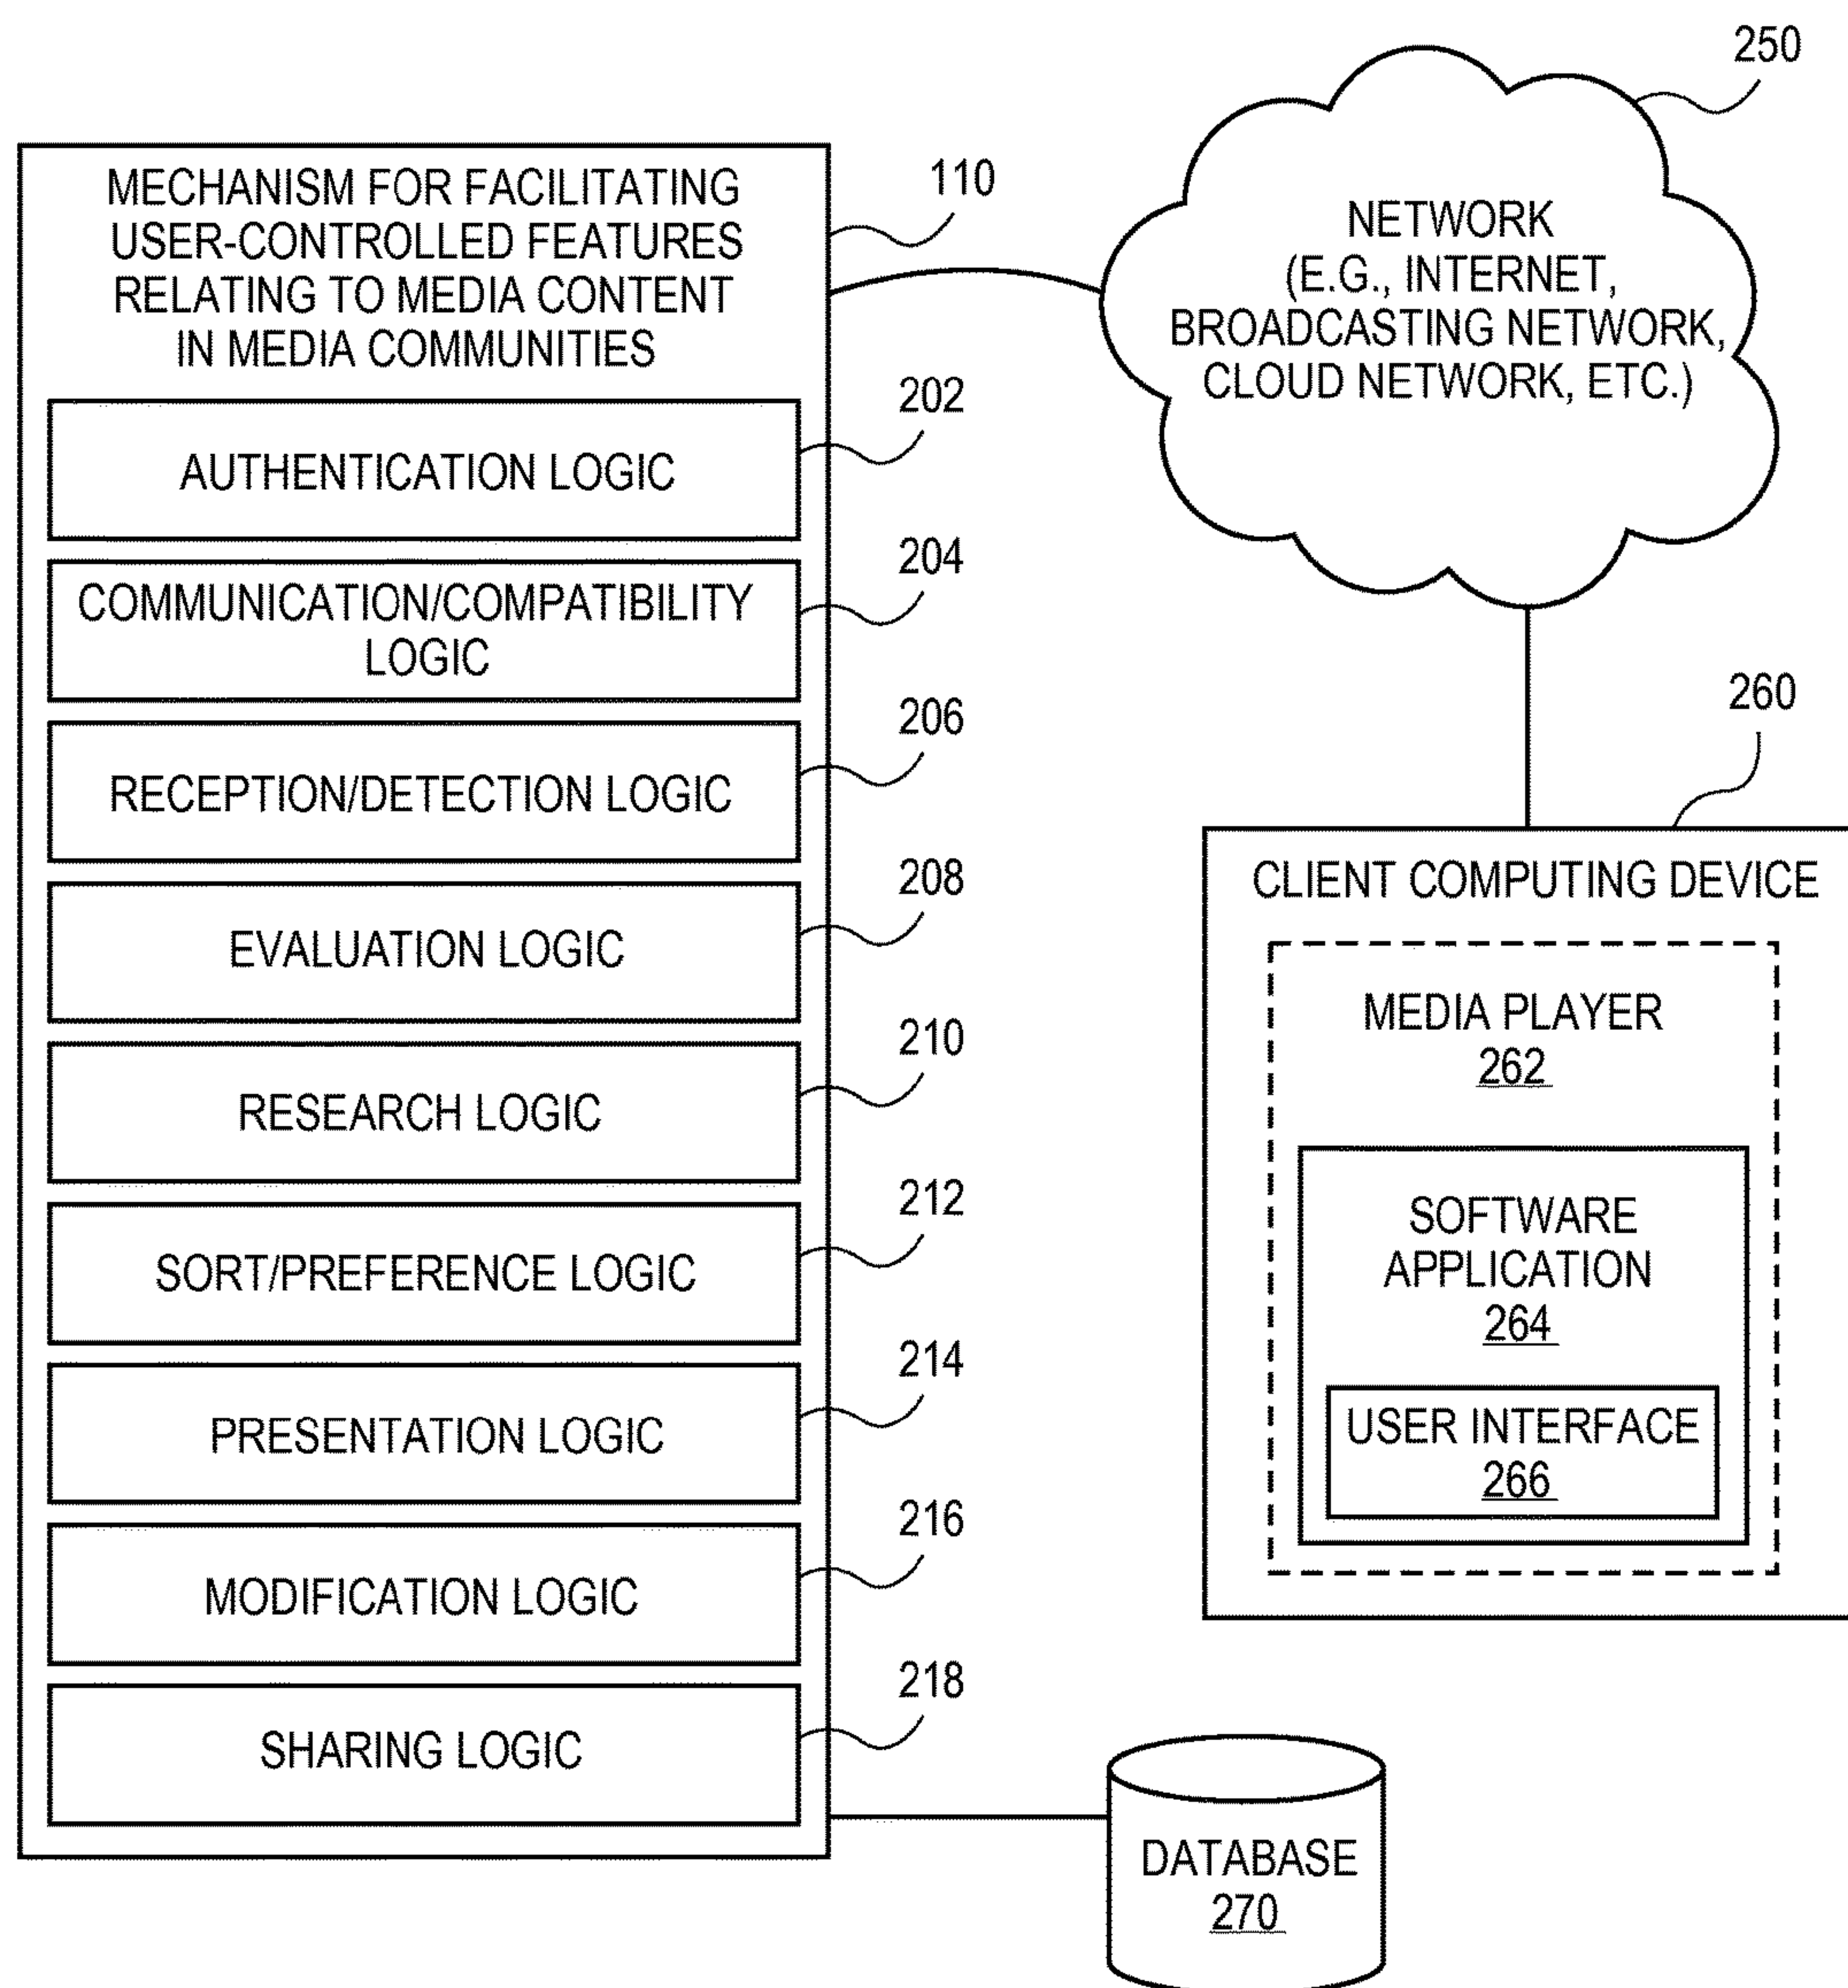 250
MECHANISM FOR FACILITATING
USER-CONTROLLED FEATURES
RELATING TO MEDIA CONTENT
IN MEDIA COMMUNITIES
110
NETWORK
(E.G., INTERNET,
BROADCASTING NETWORK,
CLOUD NETWORK, ETC.)
202
AUTHENTICATION LOGIC
204
COMMUNICATION/COMPATIBILITY
LOGIC
206
RECEPTION/DETECTION LOGIC
208
EVALUATION LOGIC
210
RESEARCH LOGIC
212
SORT/PREFERENCE LOGIC
214
PRESENTATION LOGIC
216
MODIFICATION LOGIC
218
SHARING LOGIC
260
CLIENT COMPUTING DEVICE
MEDIA PLAYER
262
SOFTWARE
APPLICATION
264
USER INTERFACE
266
DATABASE
270